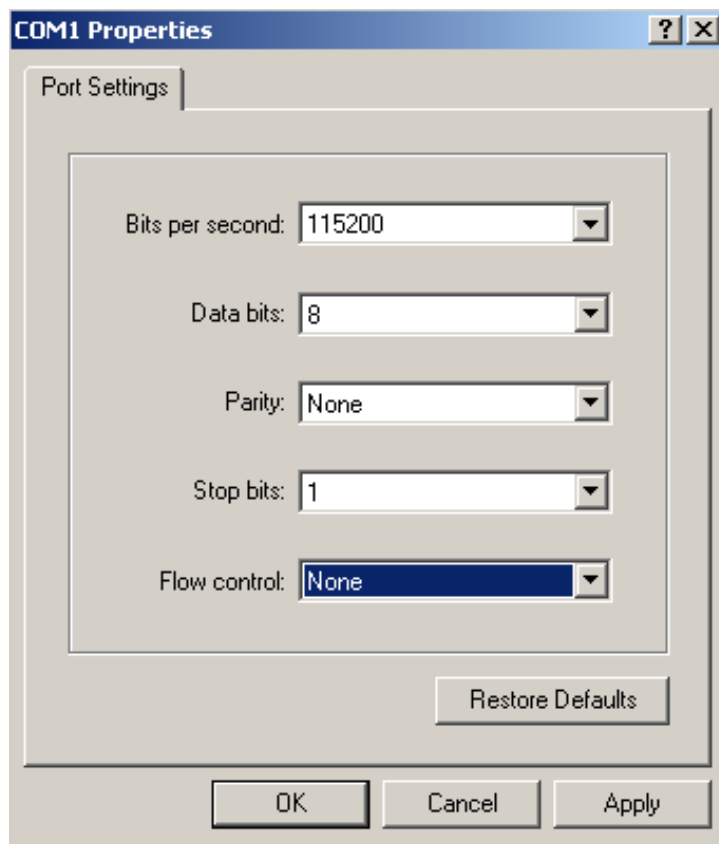 COM1 Properties
Port Settings
Bits per second: 115200
Data bits: 8
Parity: None
Stop bits: 1
Flow control: None
Restore Defaults
OK Cancel Apply